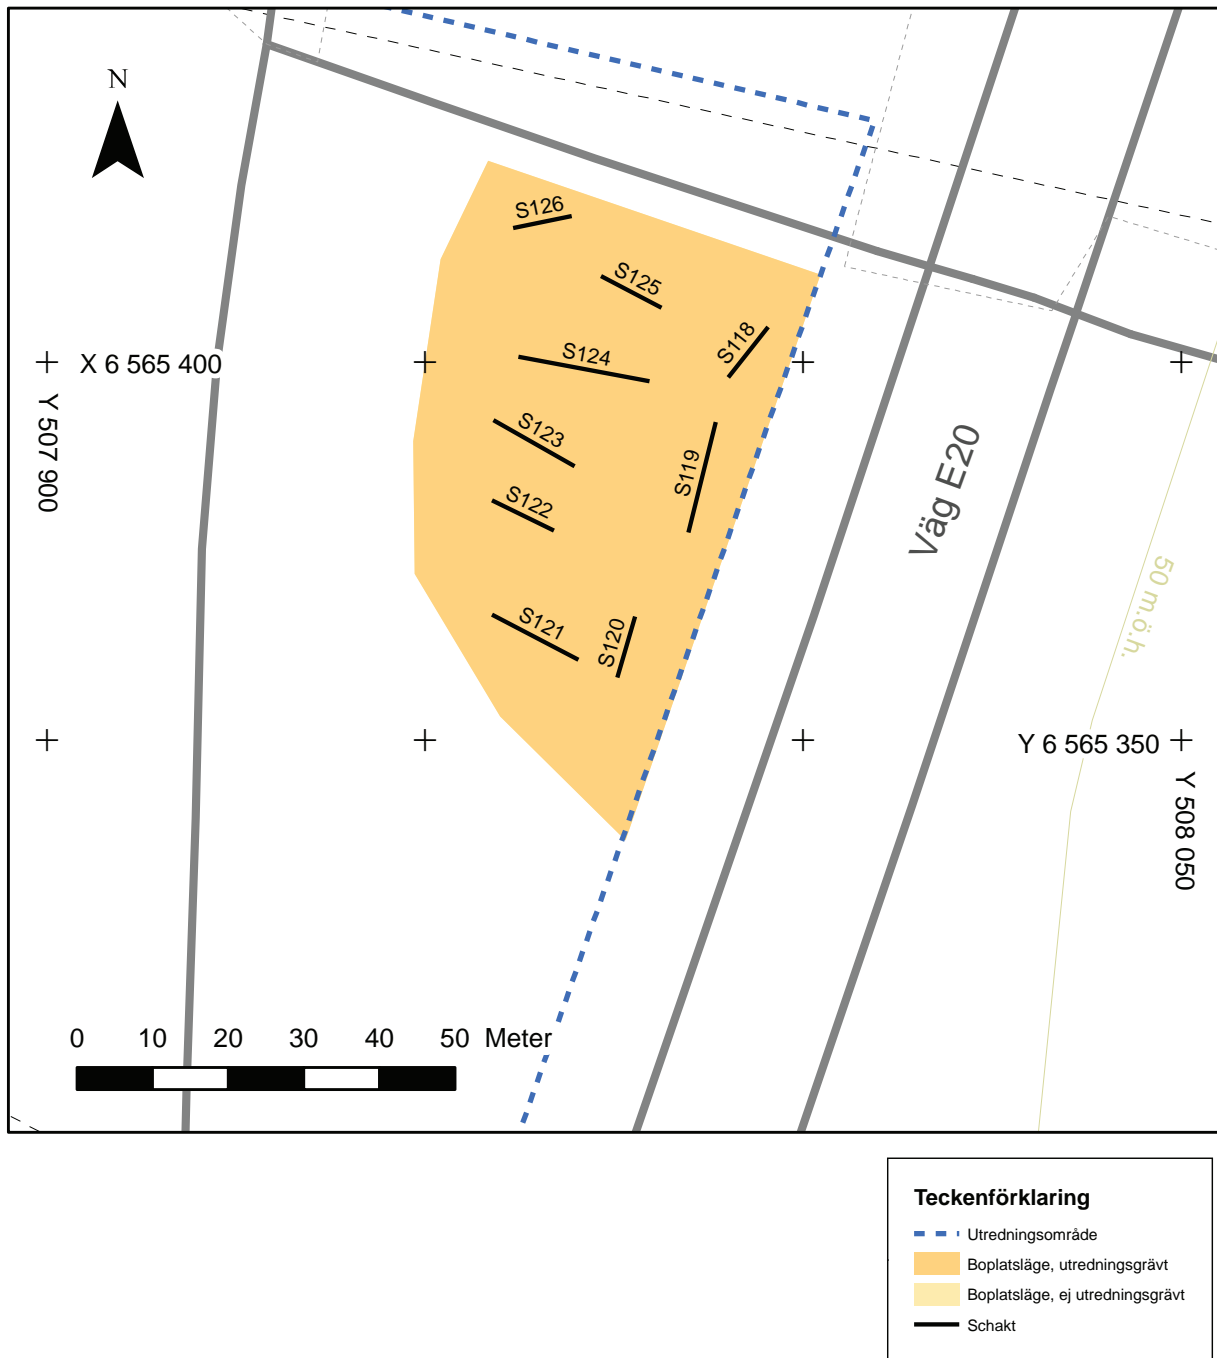 N
S126
S125
S118
X 6 565 400
S124
Y 507 900
S123
S119
Väg E20
S122
50 m.ö.h.
S121
S120
Y 6 565 350
Y 508 050
0 10 20 30 40 50 Meter
Teckenförklaring
Utredningsområde
Boplatsläge, utredningsgrävt
Boplatsläge, ej utredningsgrävt
Schakt